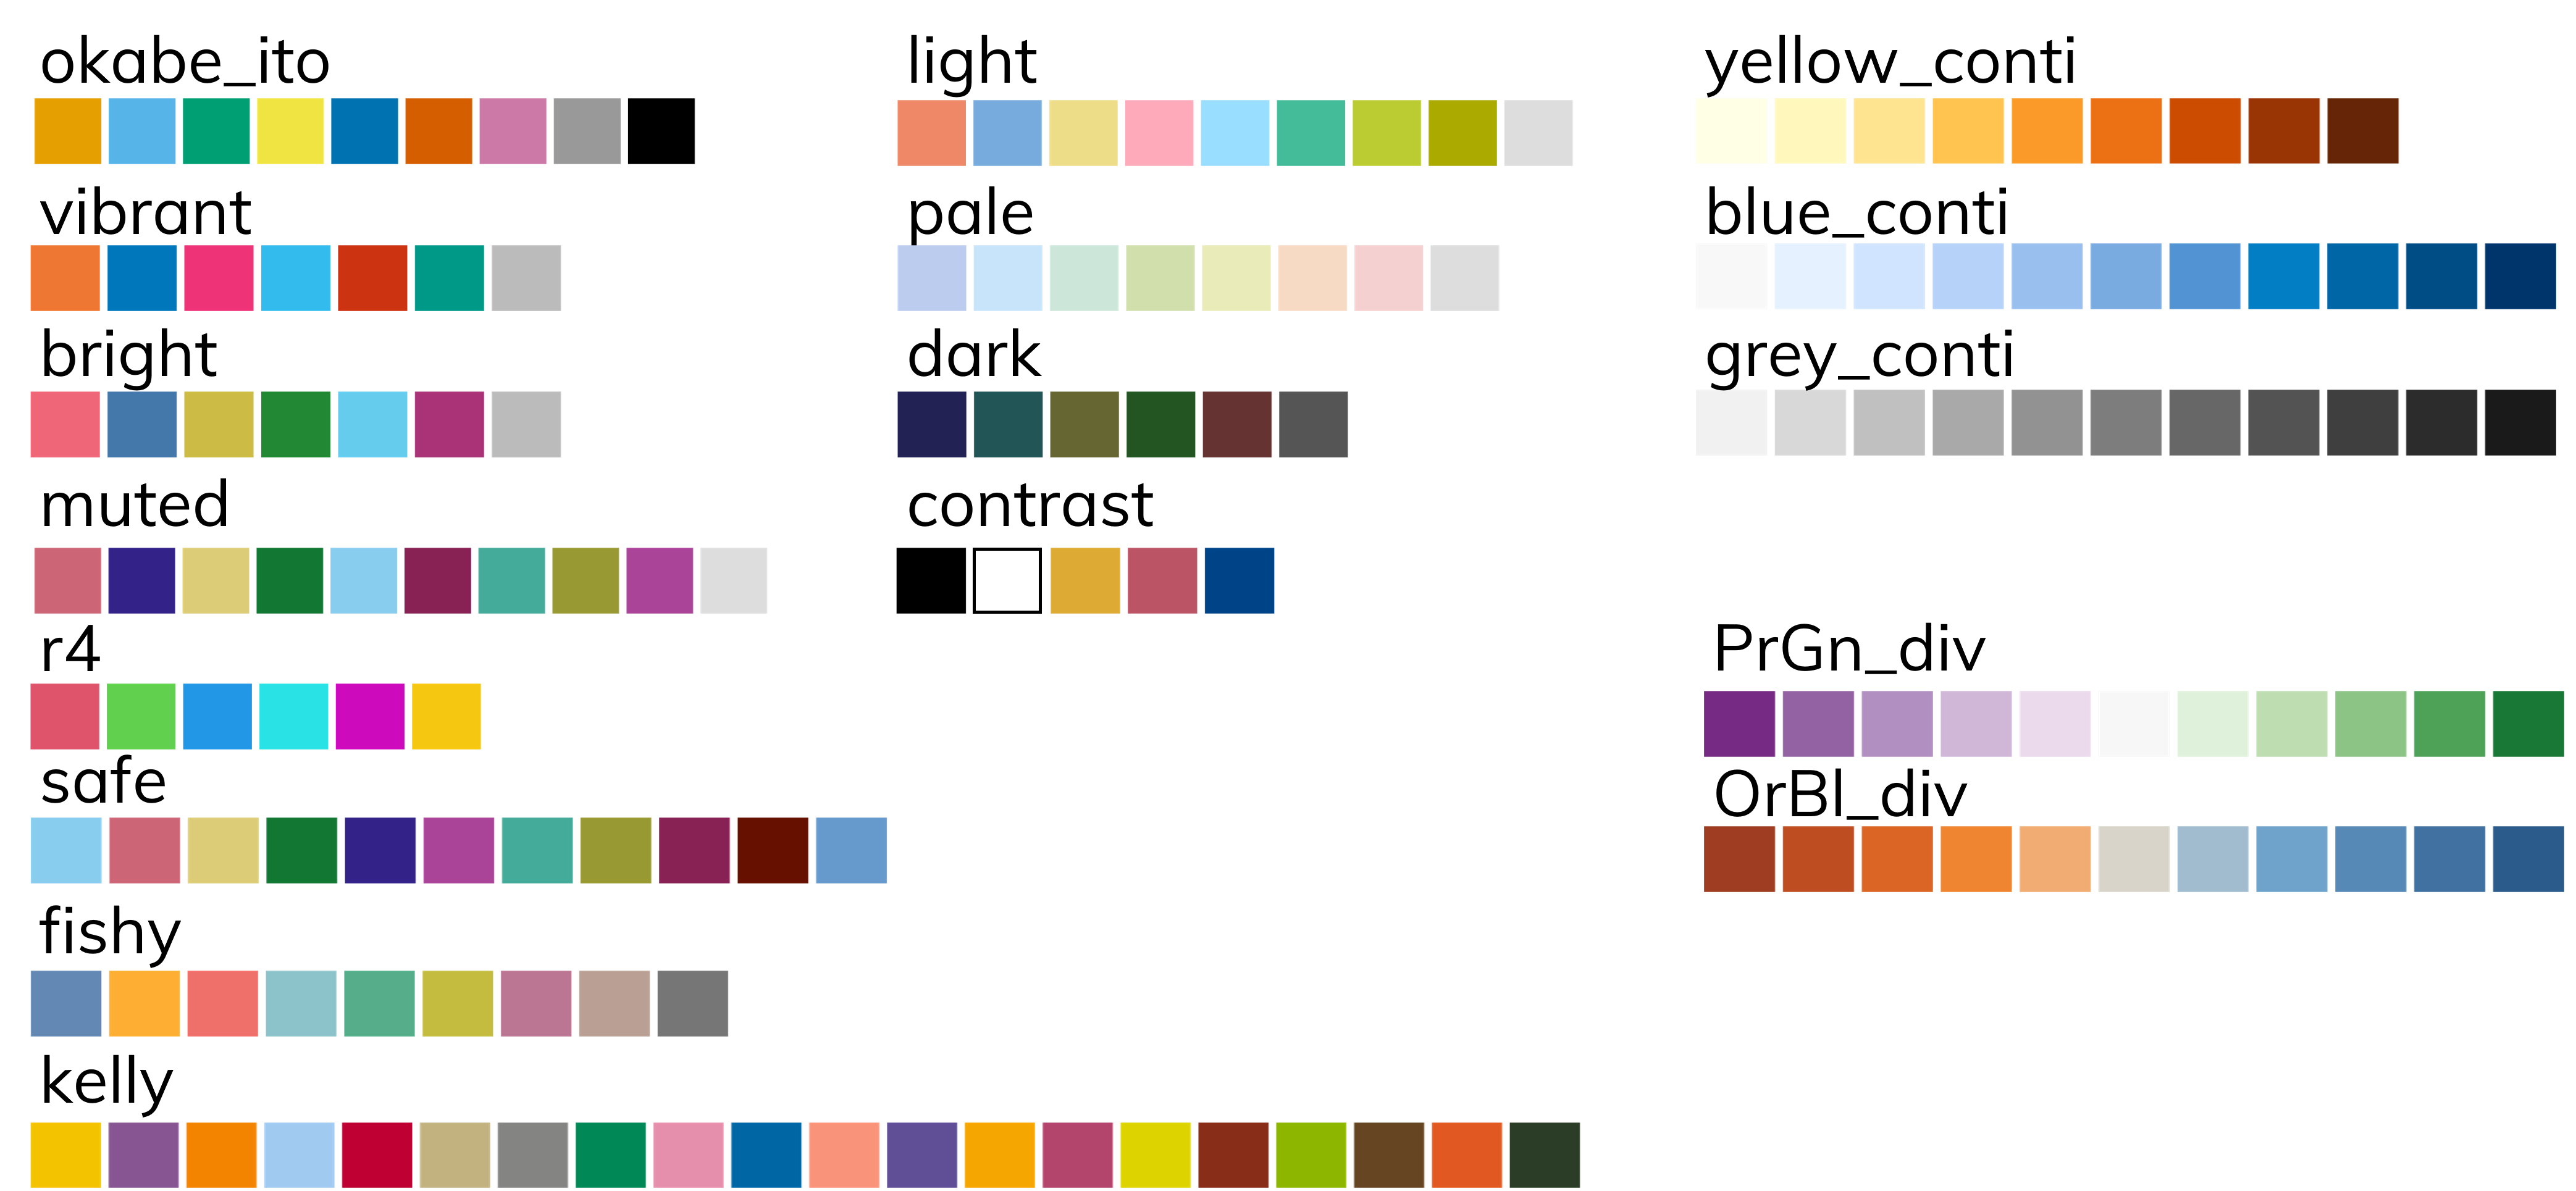 okabe_ito
vibrant
bright
muted
r4
safe
fishy
kelly
light
pale
dark
contrast
yellow_conti
blue_conti
grey_conti
PrGn_div
OrBl_div